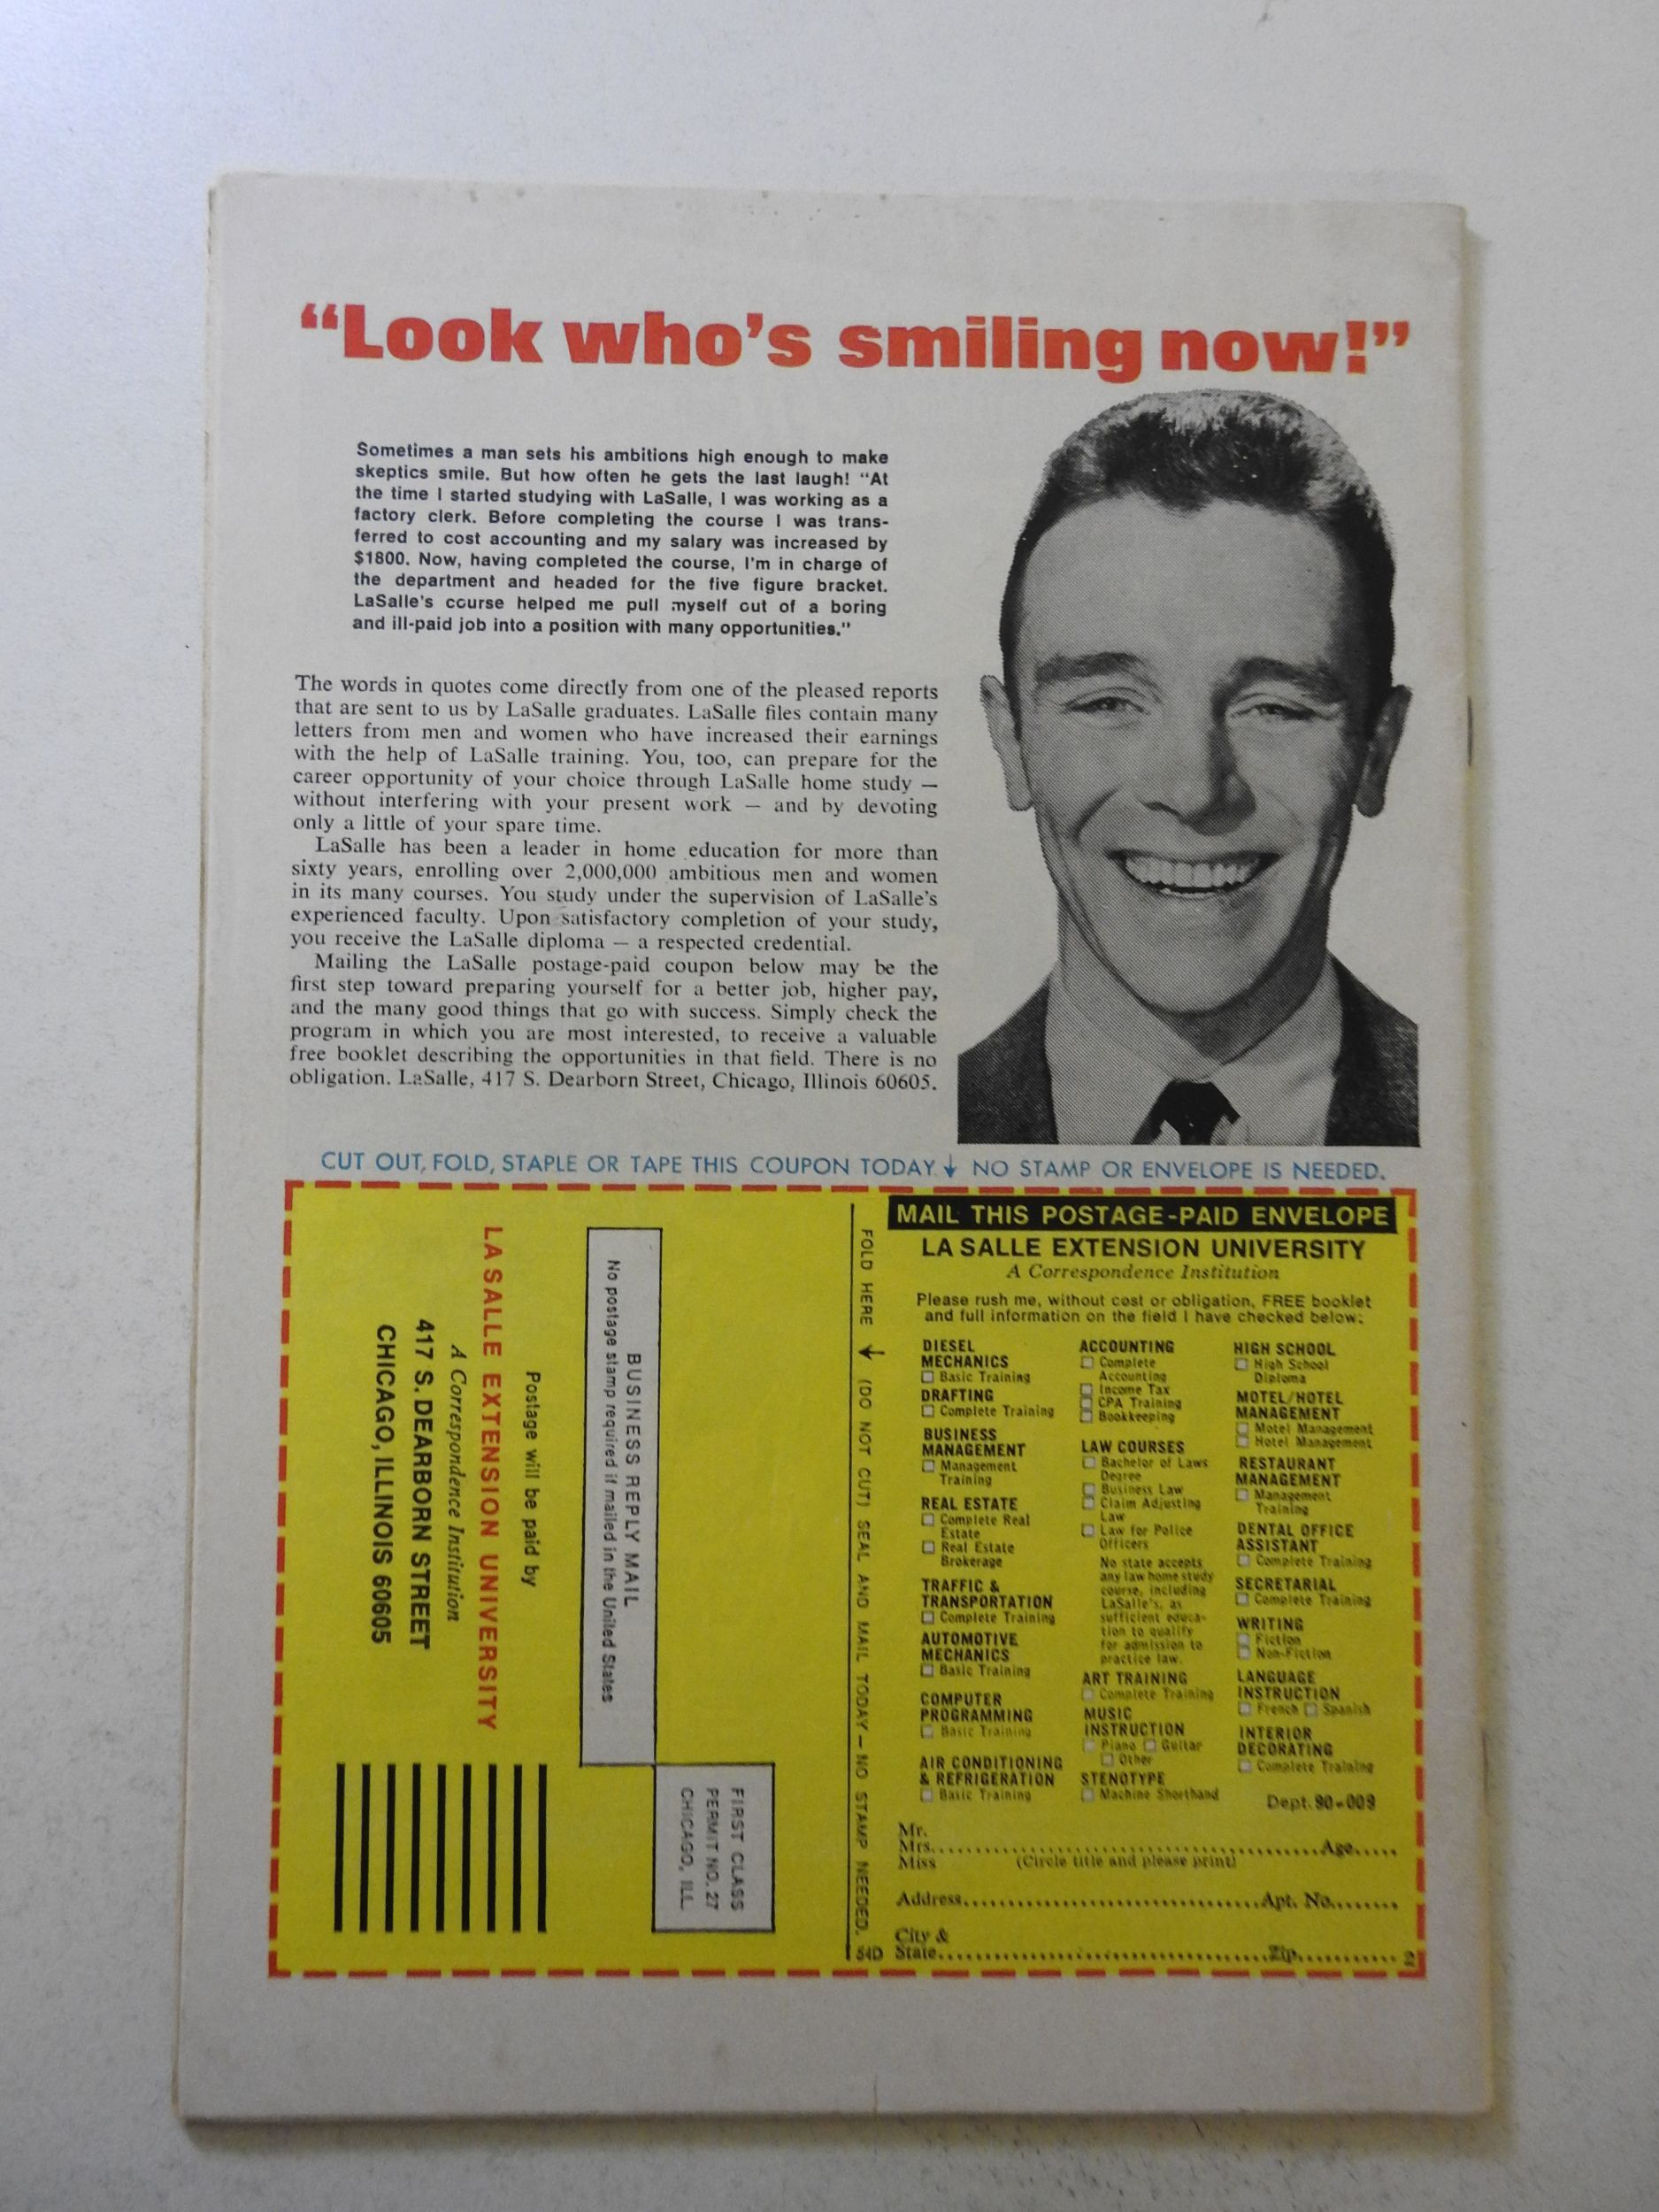 “Look who’s smiling now!”
Sometimes a man sets his ambitions high enough to make
skeptics smile. But how often he gets the last laugh! “At
the time I started studying with LaSalle, I was working as a
factory clerk. Before completing the course I was trans-
ferred to cost accounting and my salary was increased by
$1800. Now, having completed the course, I'm in charge of
the department and headed for the five figure bracket.
LaSalle's course helped me pull myself out of a boring
and ill-paid job into a position with many opportunities."
The words in quotes come directly from one of the pleased reports
that are sent to us by LaSalle graduates. LaSalle files contain many
letters from men and women who have increased their earnings
with the help of LaSalle training. You, too, can prepare for the
career opportunity of your choice through LaSalle home study —
without interfering with your present work — and by devoting
only a little of your spare time.
LaSalle has been a leader in home education for more than
sixty years, enrolling over 2,000,000 ambitious men and women
in its many courses. You study under the supervision of LaSalle's
experienced faculty. Upon satisfactory completion of your study,
you receive the LaSalle diploma — a respected credential.
Mailing the LaSalle postage-paid coupon below may be the
first step toward preparing yourself for a better job, higher pay,
and the many good things that go with success. Simply check the
program in which you are most interested, to receive a valuable
free booklet describing the opportunities in that field. There is no
obligation. LaSalle, 417 S. Dearborn Street, Chicago, Illinois 60605.
CUT OUT, FOLD, STAPLE OR TAPE THIS COUPON TODAY. ↓ NO STAMP OR ENVELOPE IS NEEDED.
FIRST CLASS
PERMIT NO. 27
CHICAGO, ILL.
BUSINESS REPLY MAIL
No postage stamp required if mailed in the United States
Postage will be paid by
LA SALLE EXTENSION UNIVERSITY
A Correspondence Institution
417 S. DEARBORN STREET
CHICAGO, ILLINOIS 60605
FOLD HERE → (DO NOT CUT) SEAL AND MAIL TODAY — NO STAMP NEEDED.
54D
MAIL THIS POSTAGE-PAID ENVELOPE
LA SALLE EXTENSION UNIVERSITY
A Correspondence Institution
Please rush me, without cost or obligation, FREE booklet
and full information on the field I have checked below:
DIESEL
MECHANICS
☐ Basic Training
DRAFTING
☐ Complete Training
BUSINESS
MANAGEMENT
☐ Management
Training
REAL ESTATE
☐ Complete Real
Estate
☐ Real Estate
Brokerage
TRAFFIC &
TRANSPORTATION
☐ Complete Training
AUTOMOTIVE
MECHANICS
☐ Basic Training
COMPUTER
PROGRAMMING
☐ Basic Training
AIR CONDITIONING
& REFRIGERATION
☐ Basic Training
ACCOUNTING
☐ Complete
Accounting
☐ Income Tax
☐ CPA Training
☐ Bookkeeping
LAW COURSES
☐ Bachelor of Laws
Degree
☐ Business Law
☐ Claim Adjusting
Law
☐ Law for Police
Officers
No state accepts
any law home study
course, including
LaSalle's, as
sufficient educa-
tion to qualify
for admission to
practice law.
ART TRAINING
☐ Complete Training
MUSIC
INSTRUCTION
☐ Piano ☐ Guitar
☐ Other
STENOTYPE
☐ Machine Shorthand
HIGH SCHOOL
☐ High School
Diploma
MOTEL/HOTEL
MANAGEMENT
☐ Motel Management
☐ Hotel Management
RESTAURANT
MANAGEMENT
☐ Management
Training
DENTAL OFFICE
ASSISTANT
☐ Complete Training
SECRETARIAL
☐ Complete Training
WRITING
☐ Fiction
☐ Non-Fiction
LANGUAGE
INSTRUCTION
☐ French ☐ Spanish
INTERIOR
DECORATING
☐ Complete Training
Dept.
Mr.
Mrs. Age
Miss (Circle title and please print)
Address Apt. No.
City &
State Zip 2